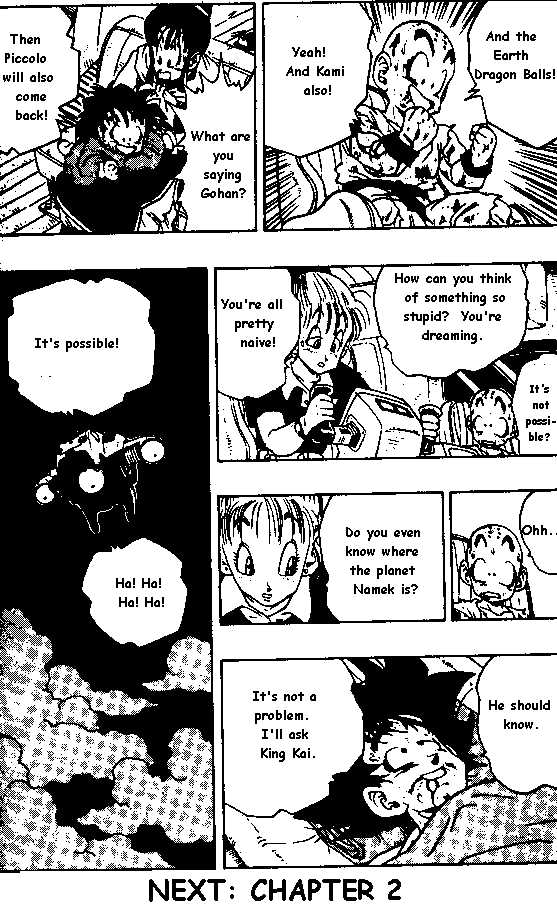 Then
Piccolo
will also
come
back!
What are
you
saying
Gohan?
Yeah!
And Kami
also!
And the
Earth
Dragon Balls!
It's possible!
Ha! Ha!
Ha! Ha!
You're all
pretty
naive!
How can you think
of something so
stupid? You're
dreaming.
It's
not
possi-
ble?
Do you even
know where
the planet
Namek is?
Ohh..
It's not a
problem.
I'll ask
King Kai.
He should
know.
NEXT: CHAPTER 2